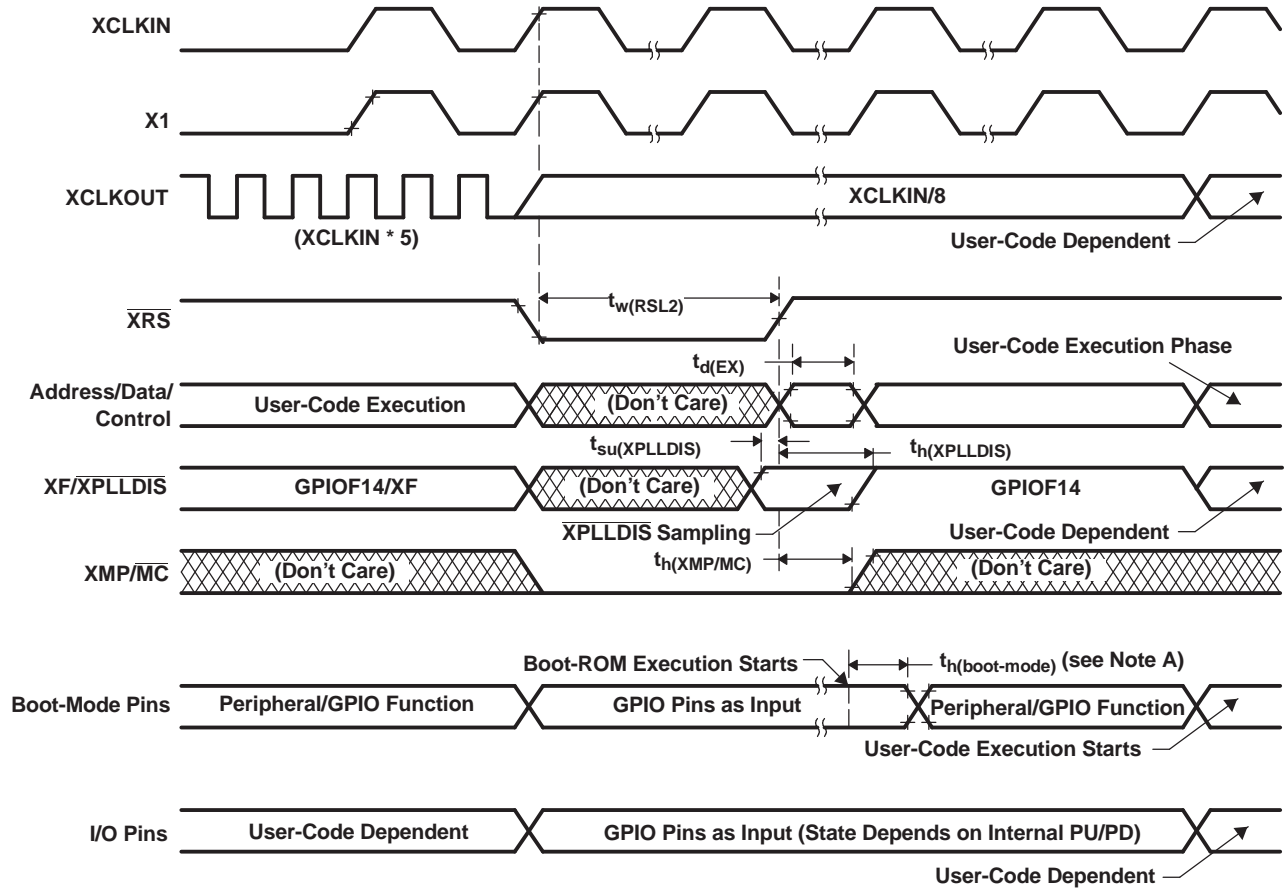 XCLKIN
X1
XCLKOUT
XCLKIN/8
(XCLKIN * 5)
User-Code Dependent
XRS
tw(RSL2)
User-Code Execution Phase
td(EX)
Address/Data/
Control
User-Code Execution
(Don't Care)
tsu(XPLLDIS)
th(XPLLDIS)
XF/XPLLDIS
GPIOF14/XF
(Don't Care)
GPIOF14
XPLLDIS Sampling
User-Code Dependent
th(XMP/MC)
XMP/MC
(Don't Care)
(Don't Care)
Boot-ROM Execution Starts
th(boot-mode) (see Note A)
Boot-Mode Pins
Peripheral/GPIO Function
GPIO Pins as Input
Peripheral/GPIO Function
User-Code Execution Starts
I/O Pins
User-Code Dependent
GPIO Pins as Input (State Depends on Internal PU/PD)
User-Code Dependent